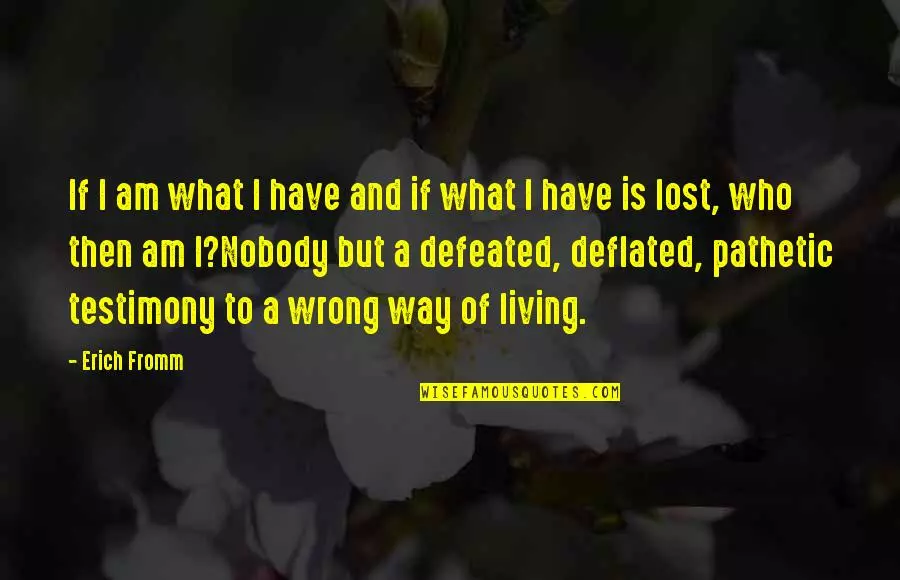 If I am what I have and if what I have is lost, who
then am I?Nobody but a defeated, deflated, pathetic
testimony to a wrong way of living.
- Erich Fromm
WISEFAMOUSQUOTES.COM